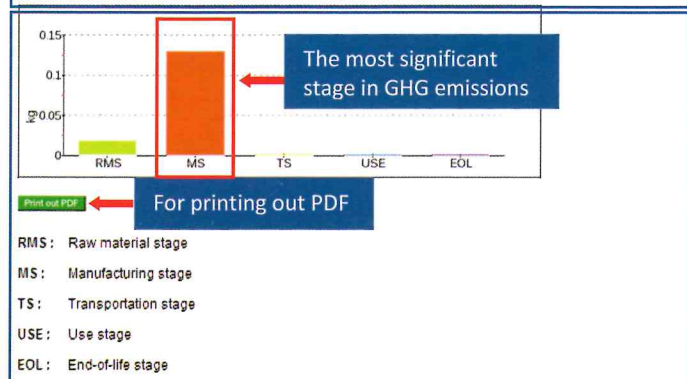 0.15
0.1
0.05
0
kg
RMS MS TS USE EOL
The most significant
stage in GHG emissions
Print out PDF
For printing out PDF
RMS: Raw material stage
MS: Manufacturing stage
TS: Transportation stage
USE: Use stage
EOL: End-of-life stage